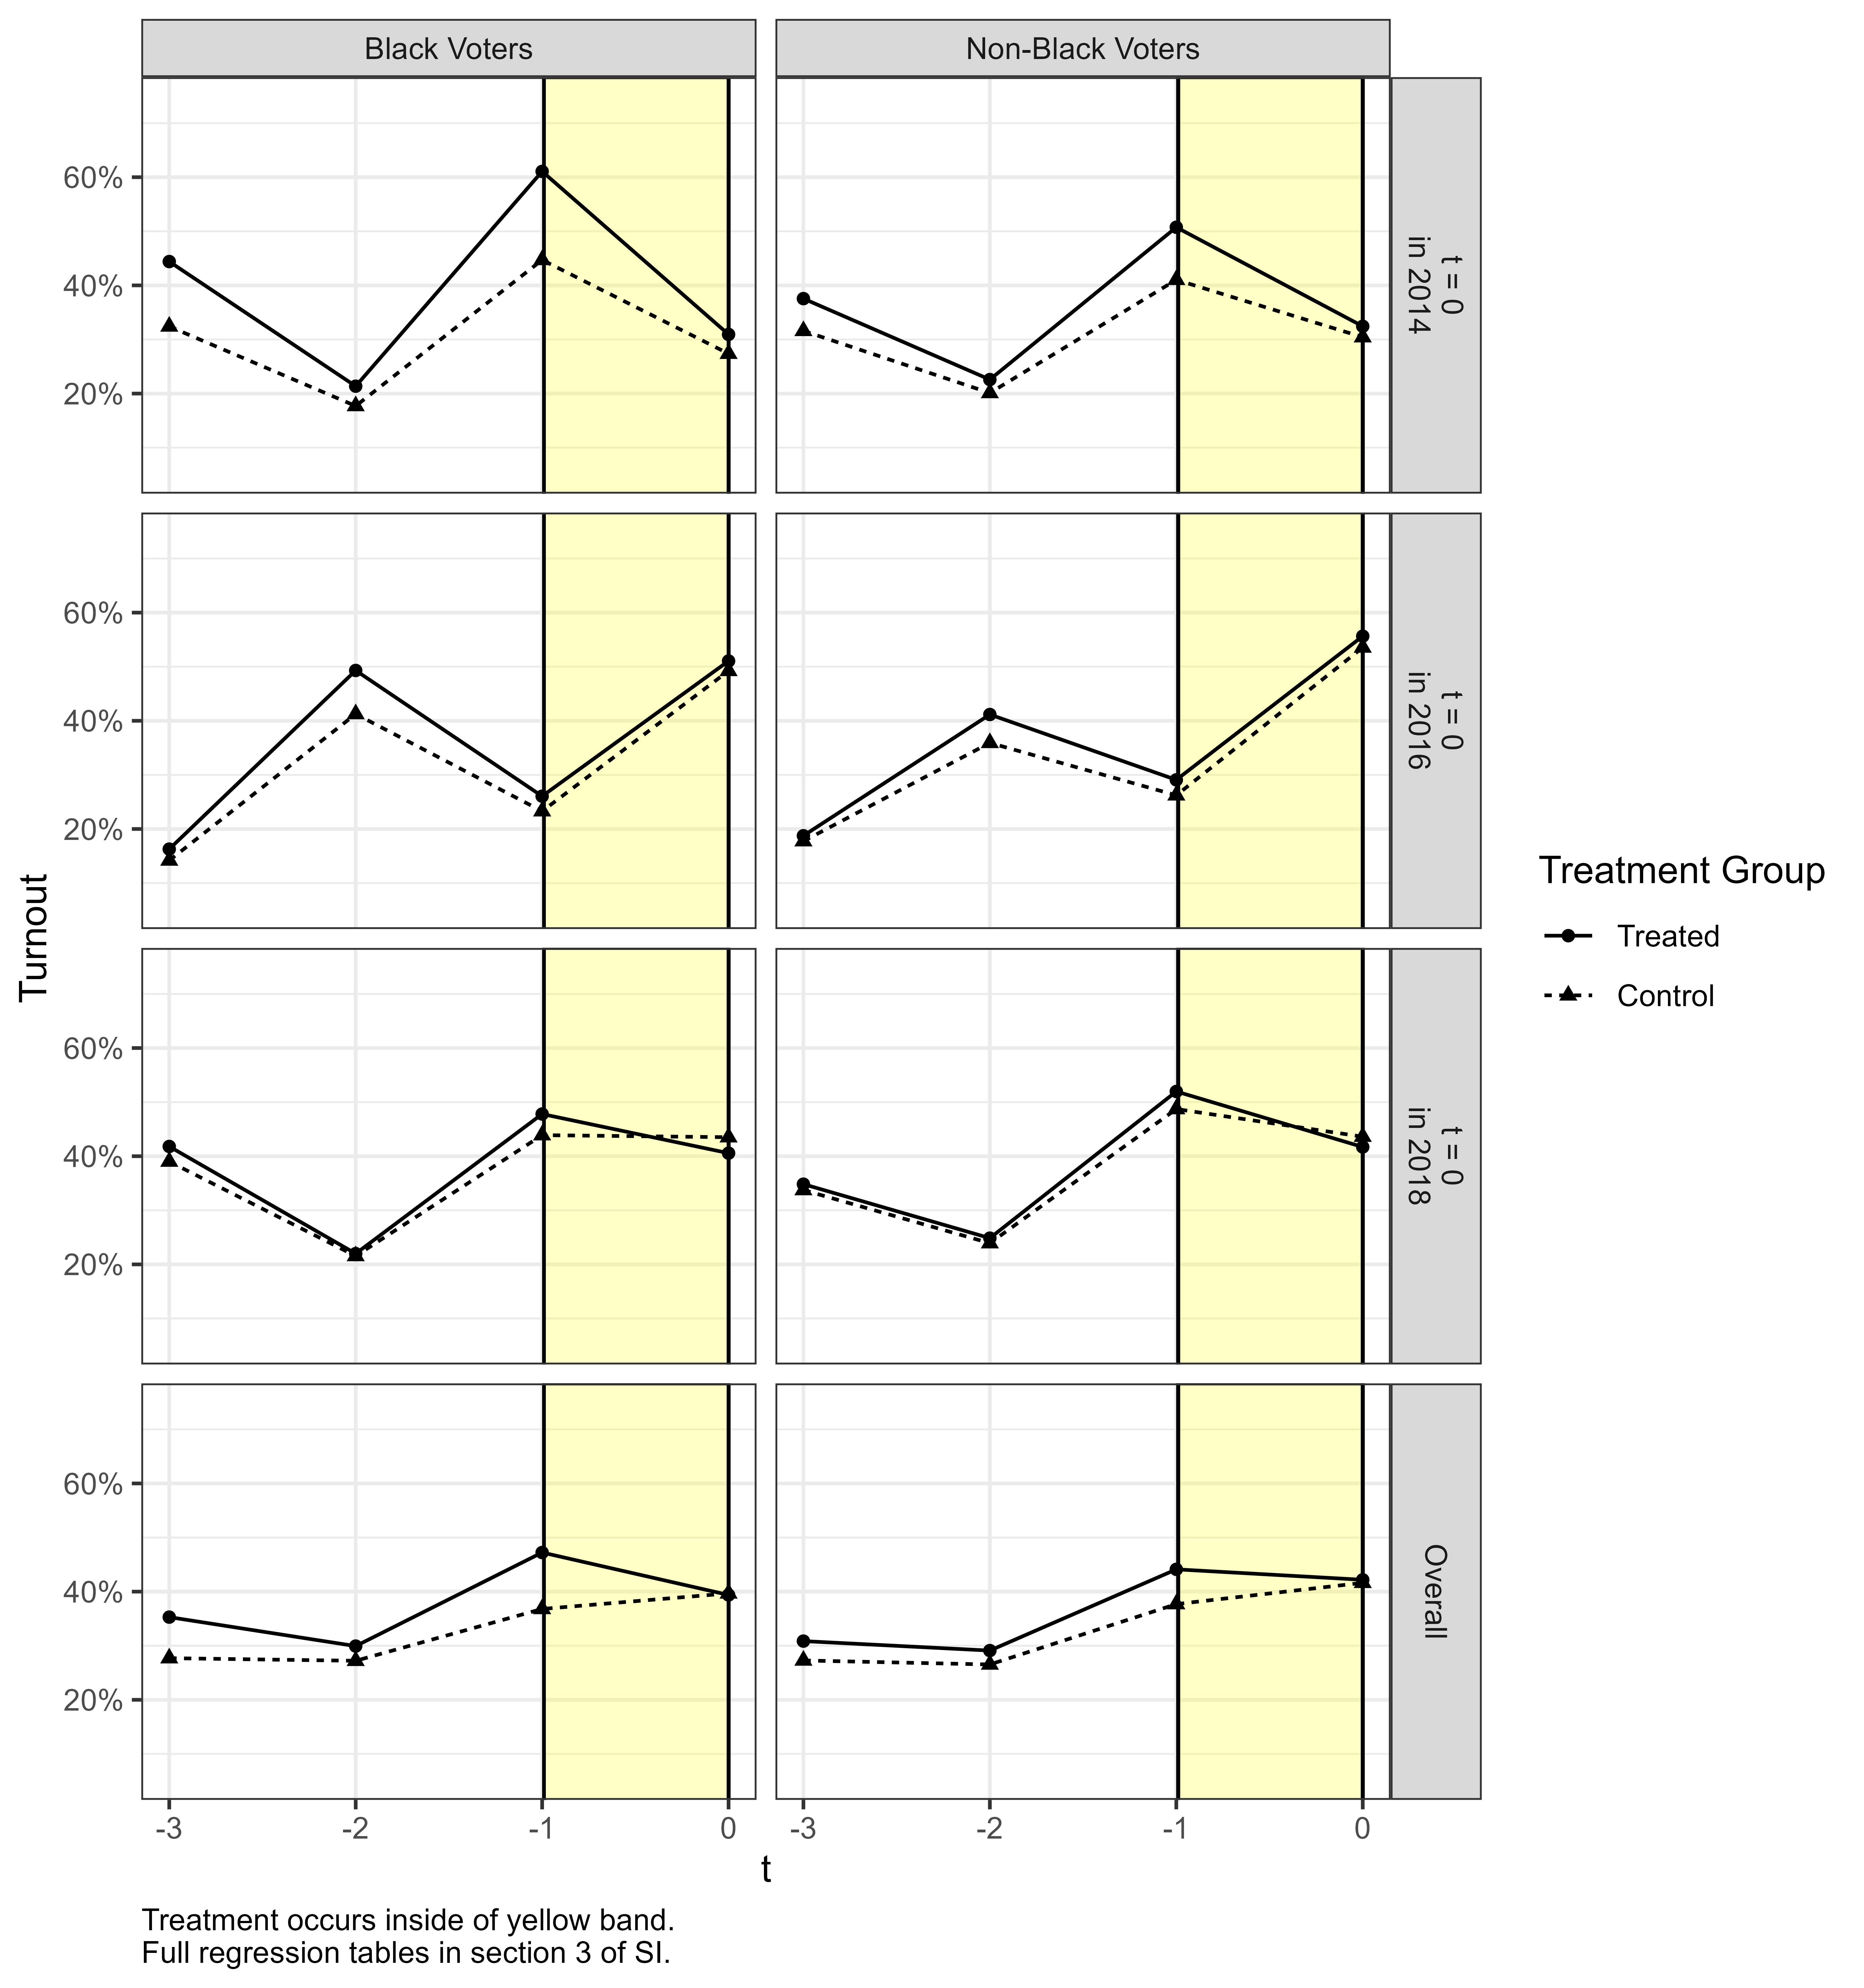 Black Voters
Non-Black Voters
60%
40%
20%
t = 0
in 2014
60%
40%
20%
t = 0
in 2016
60%
40%
20%
t = 0
in 2018
60%
40%
20%
Overall
Turnout
-3
-2
-1
0
-3
-2
-1
0
t
Treatment Group
Treated
Control
Treatment occurs inside of yellow band.
Full regression tables in section 3 of SI.